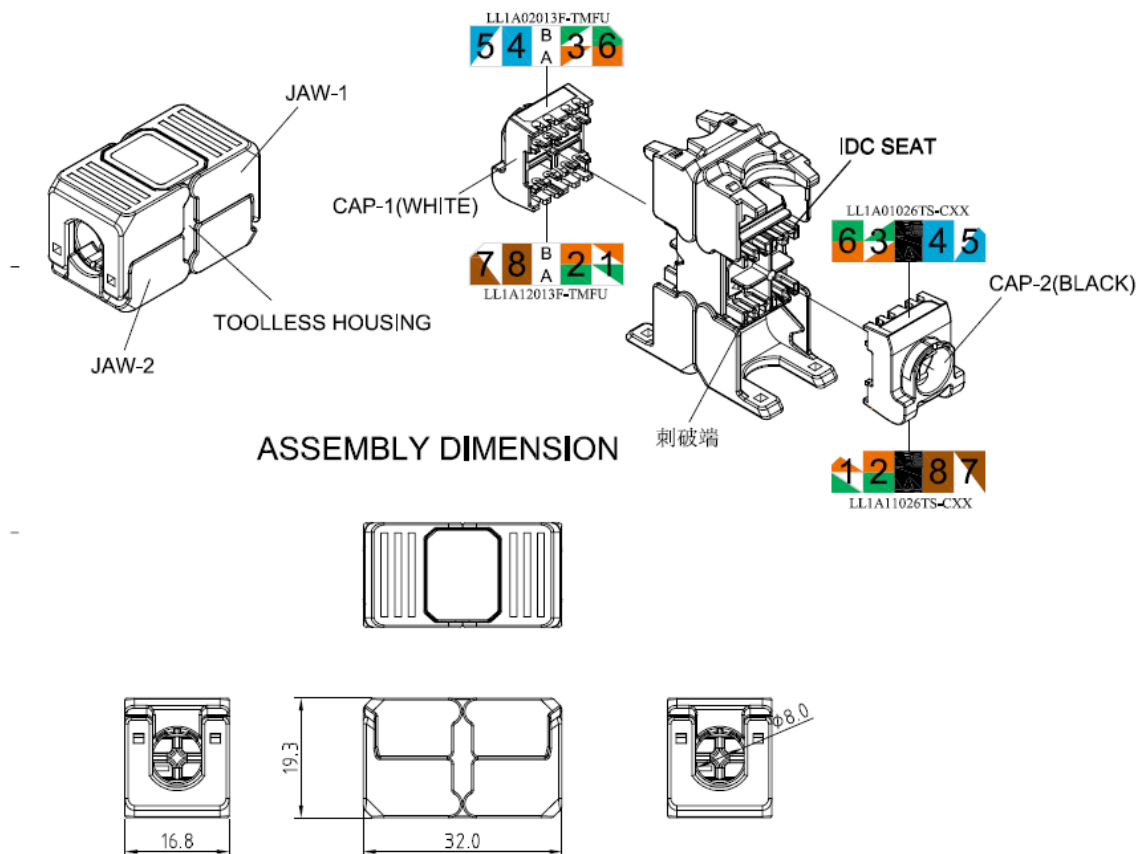 LL1A02013F-TMFU
5 4 B A 3 6
JAW-1
IDC SEAT
CAP-1(WHITE)
LL1A01026TS-CXX
6 3 B A 4 5
7 8 B A 2 1
LL1A12013F-TMFU
CAP-2(BLACK)
TOOLLESS HOUSING
JAW-2
刺破端
ASSEMBLY DIMENSION
1 2 B A 8 7
LL1A11026TS-CXX
Φ8.0
19.3
16.8
32.0